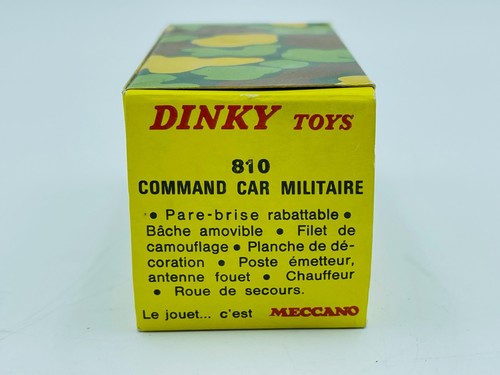 DINKY TOYS
810
COMMAND CAR MILITAIRE
• Pare-brise rabattable •
Bâche amovible • Filet de
camouflage • Planche de dé-
coration • Poste émetteur,
antenne fouet • Chauffeur
• Roue de secours.
Le jouet... c'est MECCANO